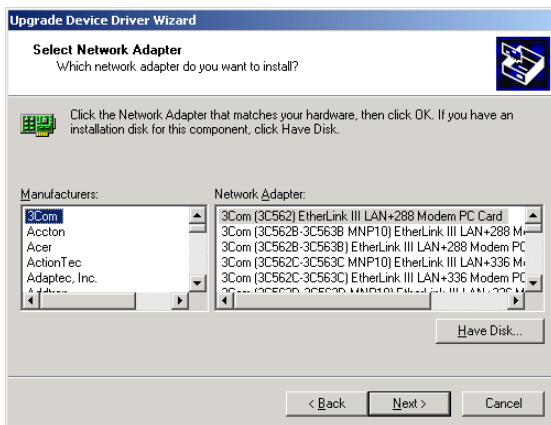 Upgrade Device Driver Wizard
Select Network Adapter
Which network adapter do you want to install?
Click the Network Adapter that matches your hardware, then click OK. If you have an
installation disk for this component, click Have Disk.
Manufacturers:
3Com
Accton
Acer
ActionTec
Adaptec, Inc.
Network Adapter:
3Com (3C562) EtherLink III LAN+288 Modem PC Card
3Com (3C562B-3C563B MNP10) EtherLink III LAN+288 M
3Com (3C562B-3C563B) EtherLink III LAN+288 Modem PC
3Com (3C562C-3C563C MNP10) EtherLink III LAN+336 M
3Com (3C562C-3C563C) EtherLink III LAN+336 Modem PC
Have Disk...
< Back
Next >
Cancel